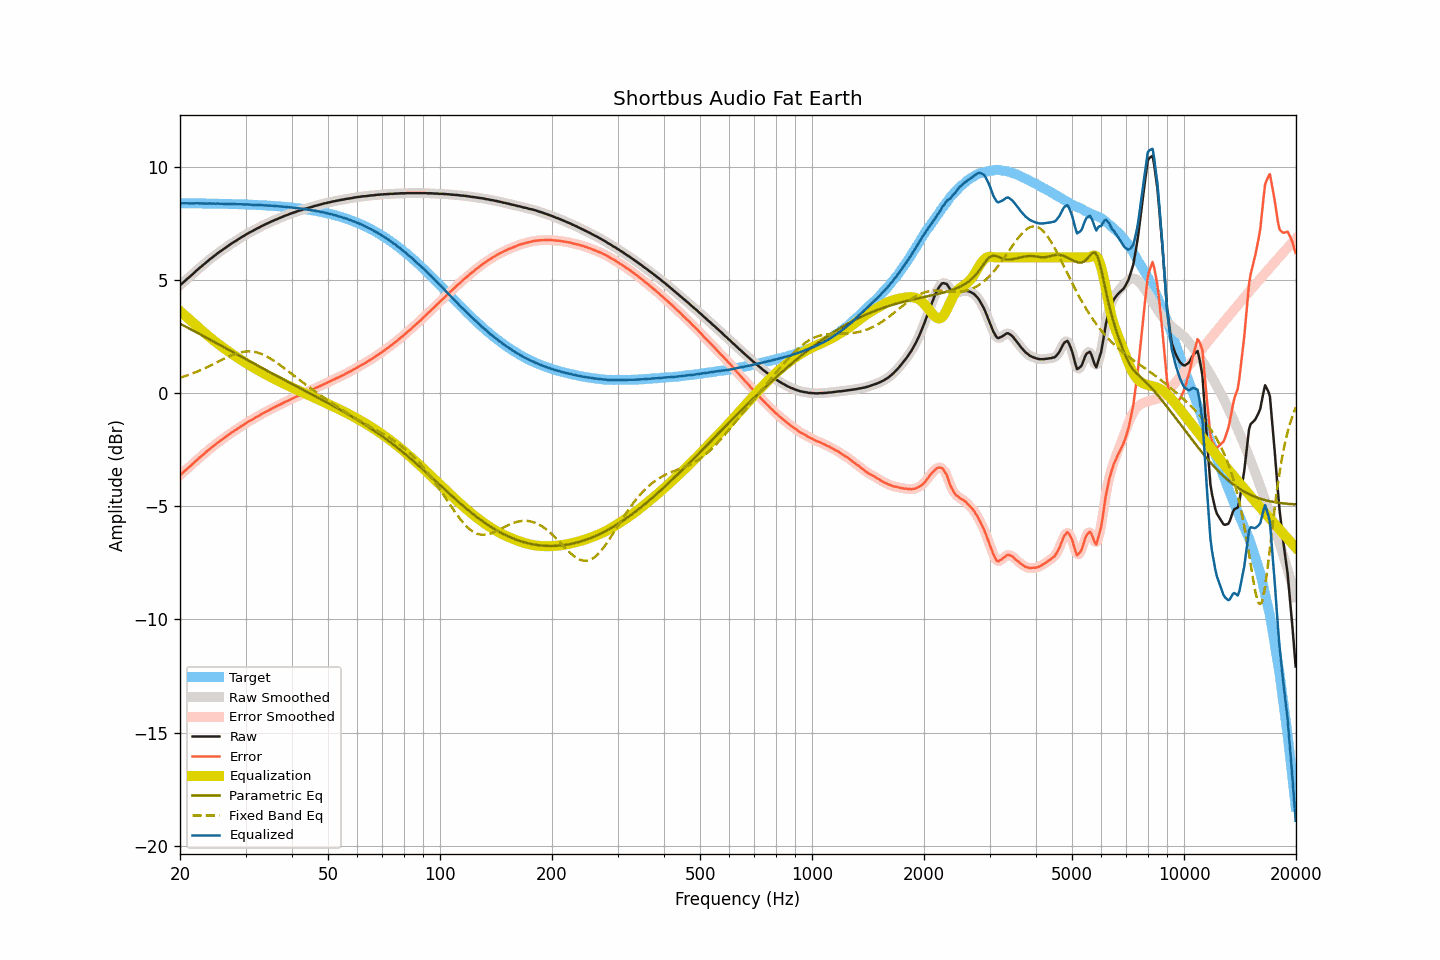 Shortbus Audio Fat Earth
Amplitude (dBr)
10
5
0
−5
−10
−15
−20
Target
Raw Smoothed
Error Smoothed
Raw
Error
Equalization
Parametric Eq
Fixed Band Eq
Equalized
20 50 100 200 500 1000 2000 5000 10000 20000
Frequency (Hz)